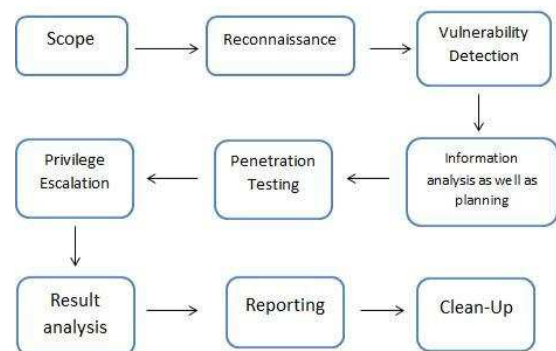 Scope
Reconnaissance
Vulnerability
Detection
Information
analysis as well as
planning
Penetration
Testing
Privilege
Escalation
Result
analysis
Reporting
Clean-Up